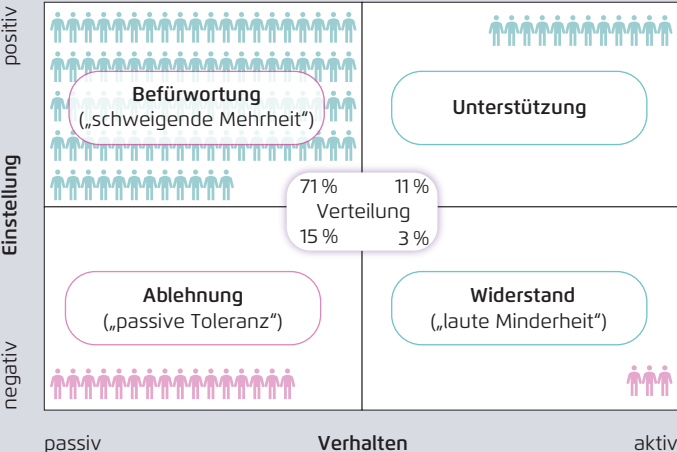 positiv
Einstellung
negativ
Befürwortung
(„schweigende Mehrheit“)
Unterstützung
71 % 11 %
Verteilung
15 % 3 %
Ablehnung
(„passive Toleranz“)
Widerstand
(„laute Minderheit“)
passiv Verhalten aktiv